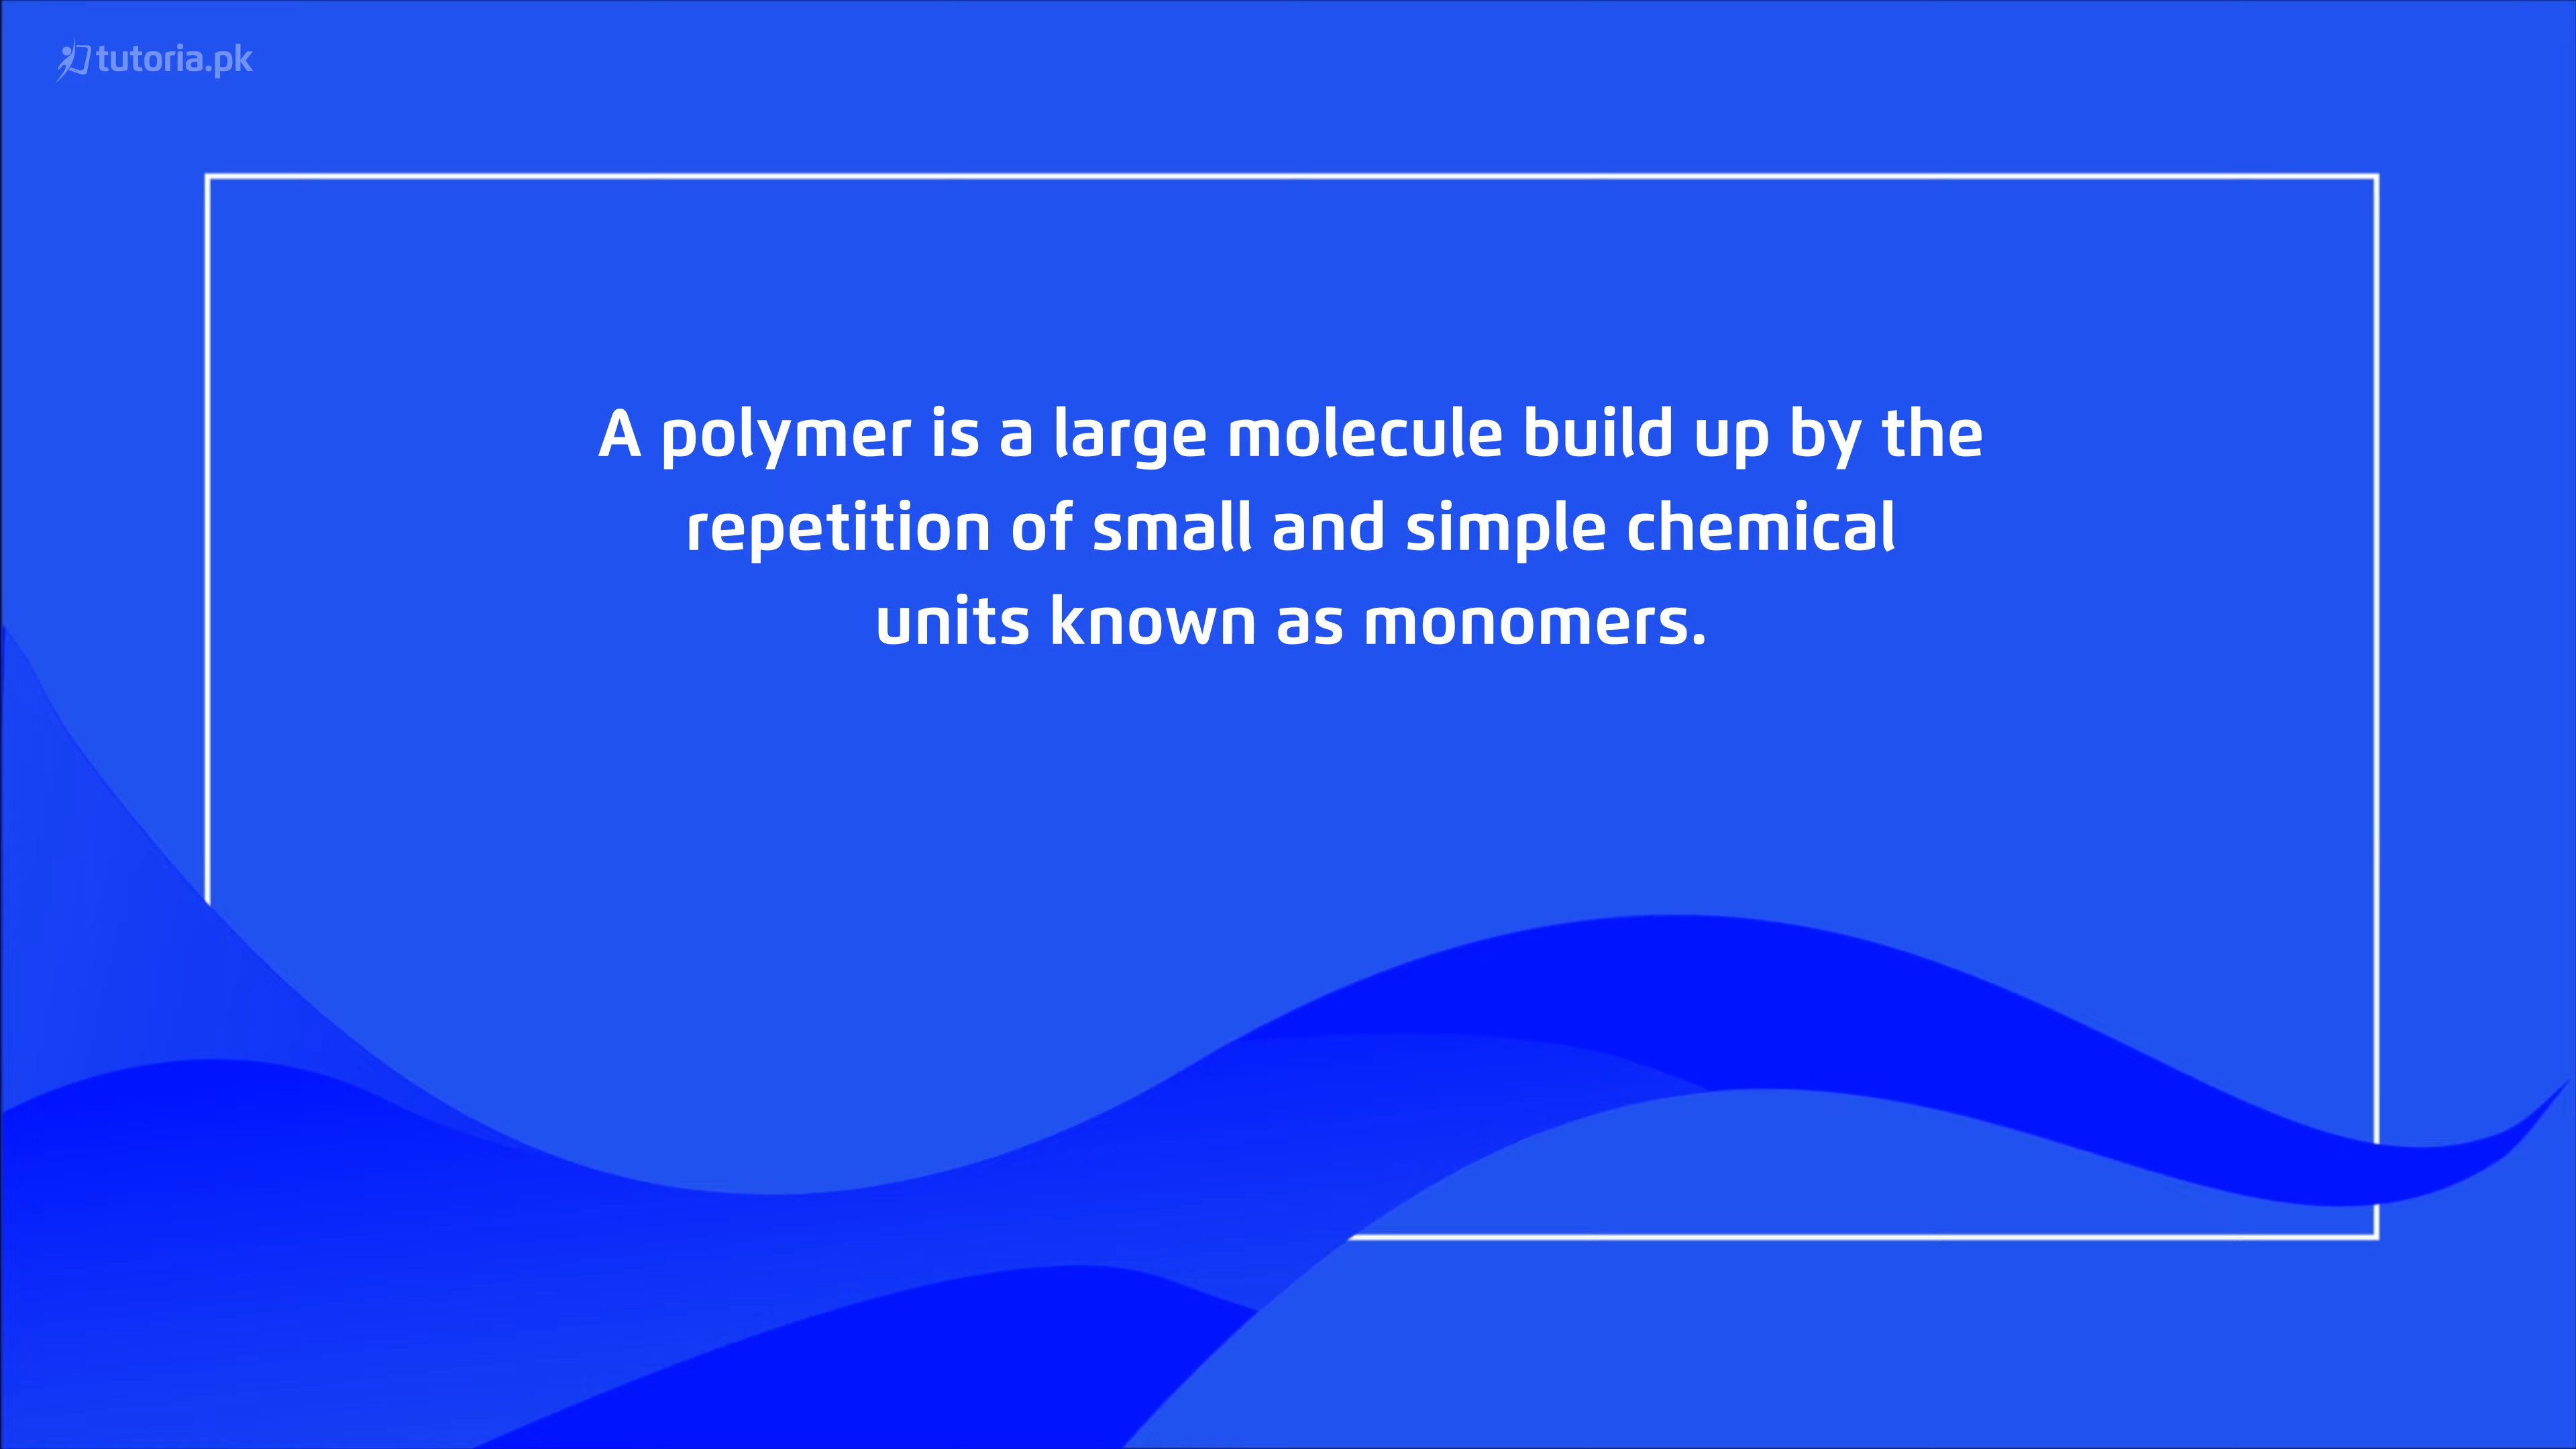 tutoria.pk
A polymer is a large molecule build up by the
repetition of small and simple chemical
units known as monomers.